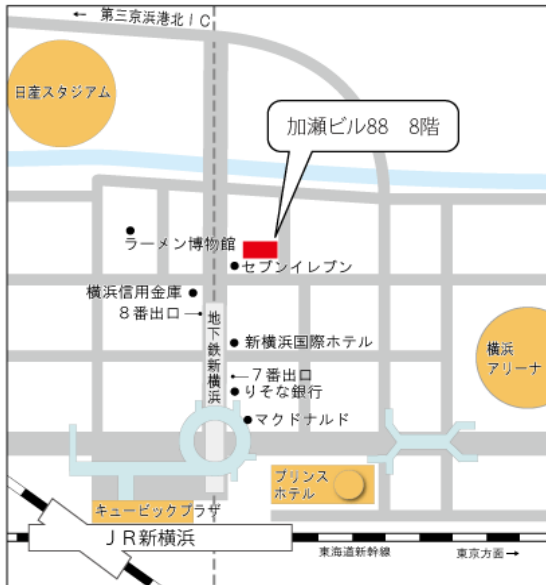 ← 第三京浜港北IC
日産スタジアム
加瀬ビル88 8階
ラーメン博物館
セブンイレブン
横浜信用金庫
8番出口
地下鉄新横浜
新横浜国際ホテル
横浜
アリーナ
7番出口
りそな銀行
マクドナルド
プリンス
ホテル
キュービックプラザ
JR新横浜
東海道新幹線
東京方面→